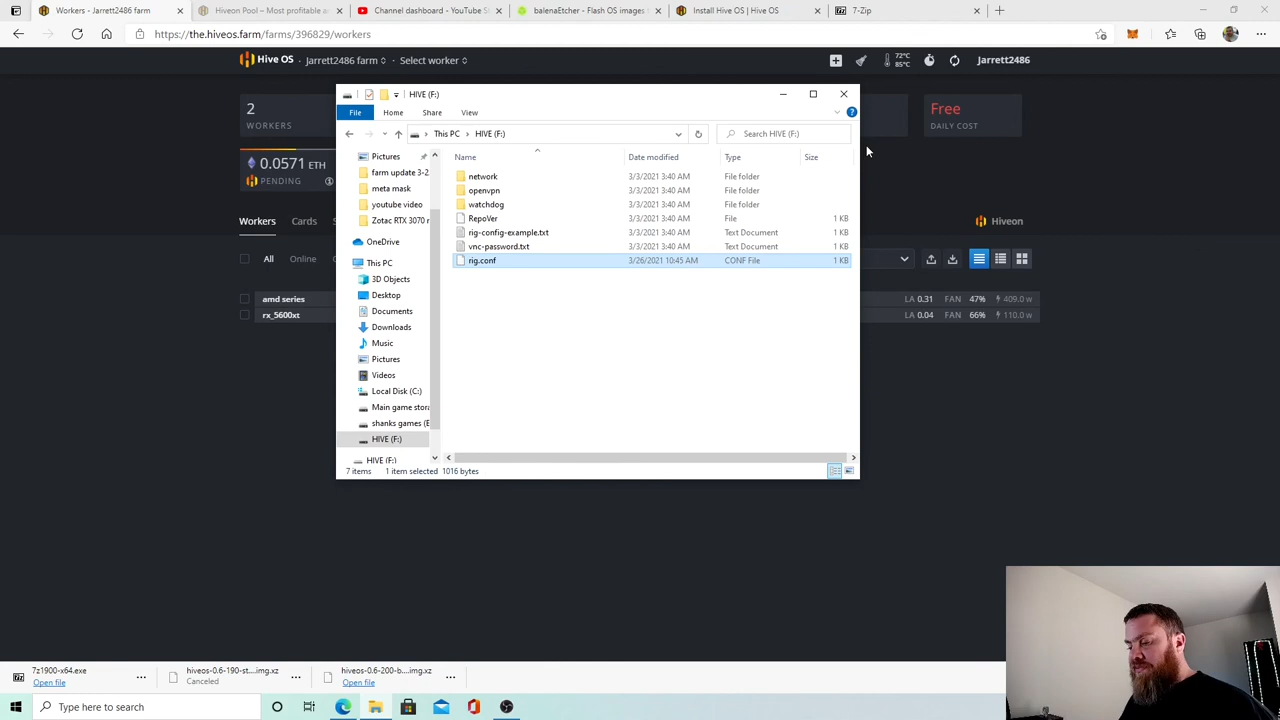 Workers - Jarrett2486 farm
Hiveon Pool – Most profitable a
Channel dashboard - YouTube St
balenaEtcher - Flash OS images t
Install Hive OS | Hive OS
7-Zip
https://the.hiveos.farm/farms/396829/workers
Hive OS
Jarrett2486 farm
Select worker
72°C
85°C
Jarrett2486
2
WORKERS
Free
DAILY COST
0.0571 ETH
PENDING
Workers
Cards
Hiveon
All
Online
amd series
LA 0.31 FAN 47% 409.0 w
rx_5600xt
LA 0.04 FAN 66% 110.0 w
HIVE (F:)
File
Home
Share
View
This PC
HIVE (F:)
Search HIVE (F:)
Name
Date modified
Type
Size
network 3/3/2021 3:40 AM File folder
openvpn 3/3/2021 3:40 AM File folder
watchdog 3/3/2021 3:40 AM File folder
RepoVer 3/3/2021 3:40 AM File 1 KB
rig-config-example.txt 3/3/2021 3:40 AM Text Document 1 KB
vnc-password.txt 3/3/2021 3:40 AM Text Document 1 KB
rig.conf 3/26/2021 10:45 AM CONF File 1 KB
Pictures
farm update 3-2
meta mask
youtube video
Zotac RTX 3070 r
OneDrive
This PC
3D Objects
Desktop
Documents
Downloads
Music
Pictures
Videos
Local Disk (C:)
Main game stora
shanks games (E
HIVE (F:)
HIVE (F:)
7 items
1 item selected 1016 bytes
7z1900-x64.exe
Open file
hiveos-0.6-190-st....img.xz
Canceled
hiveos-0.6-200-b....img.xz
Open file
Type here to search